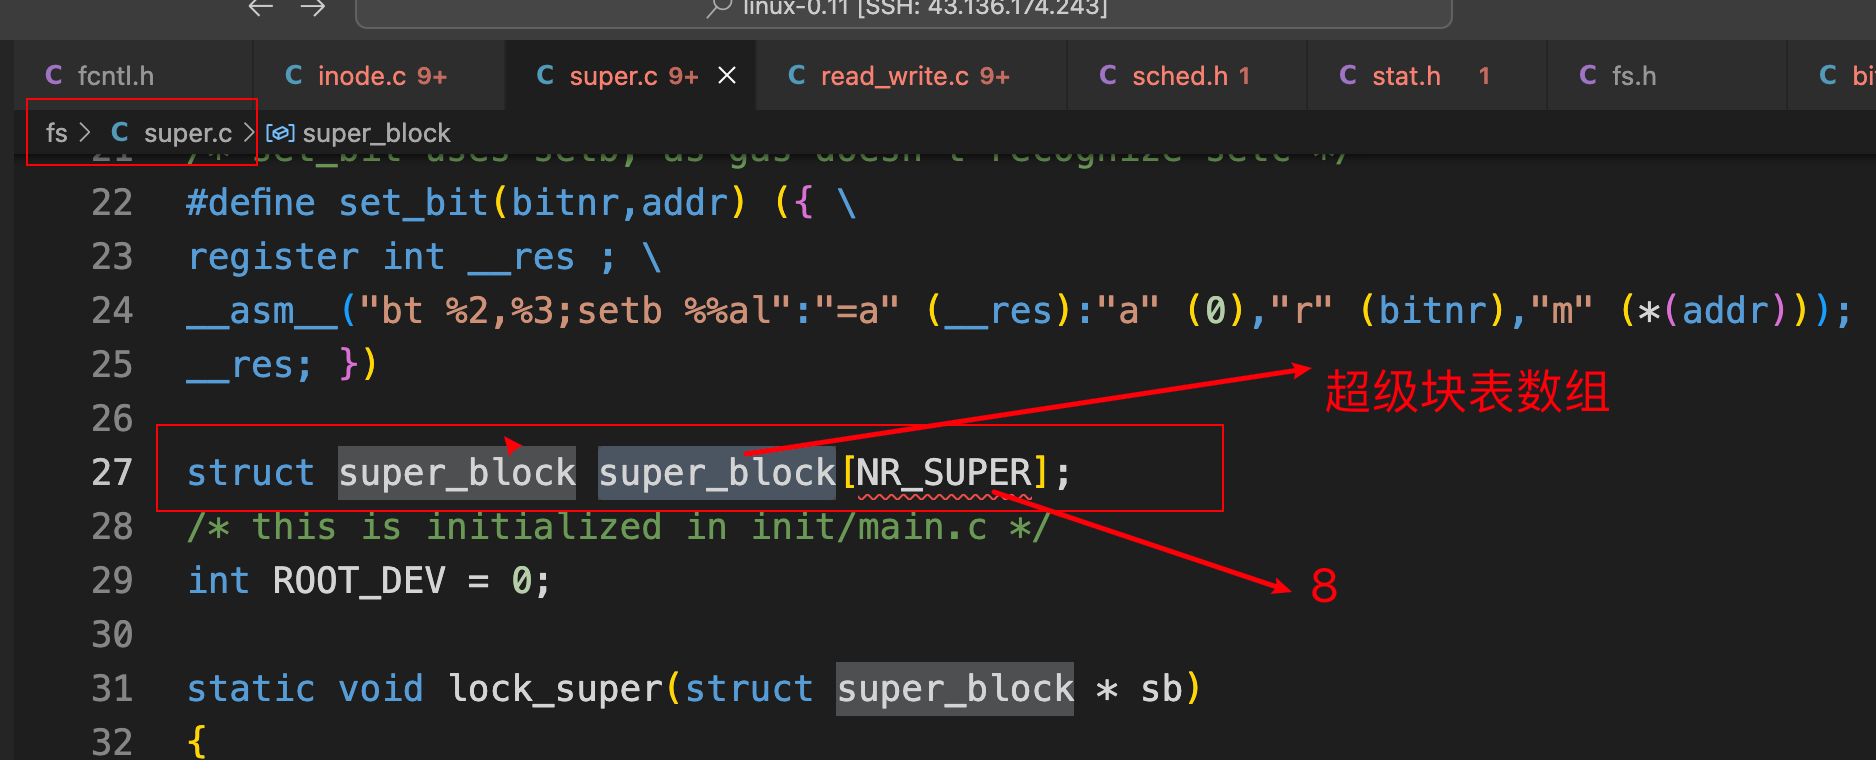 linux-0.11 [SSH: 43.136.174.243]
fcntl.h inode.c 9+ super.c 9+ read_write.c 9+ sched.h 1 stat.h 1 fs.h
fs > C super.c > super_block
22 #define set_bit(bitnr,addr) ({ \
23 register int __res ; \
24 __asm__("bt %2,%3;setb %%al":"=a" (__res):"a" (0),"r" (bitnr),"m" (*(addr)));
25 __res; })
超级块表数组
26
27 struct super_block super_block[NR_SUPER];
28 /* this is initialized in init/main.c */
29 int ROOT_DEV = 0;
8
30
31 static void lock_super(struct super_block * sb)
32 {